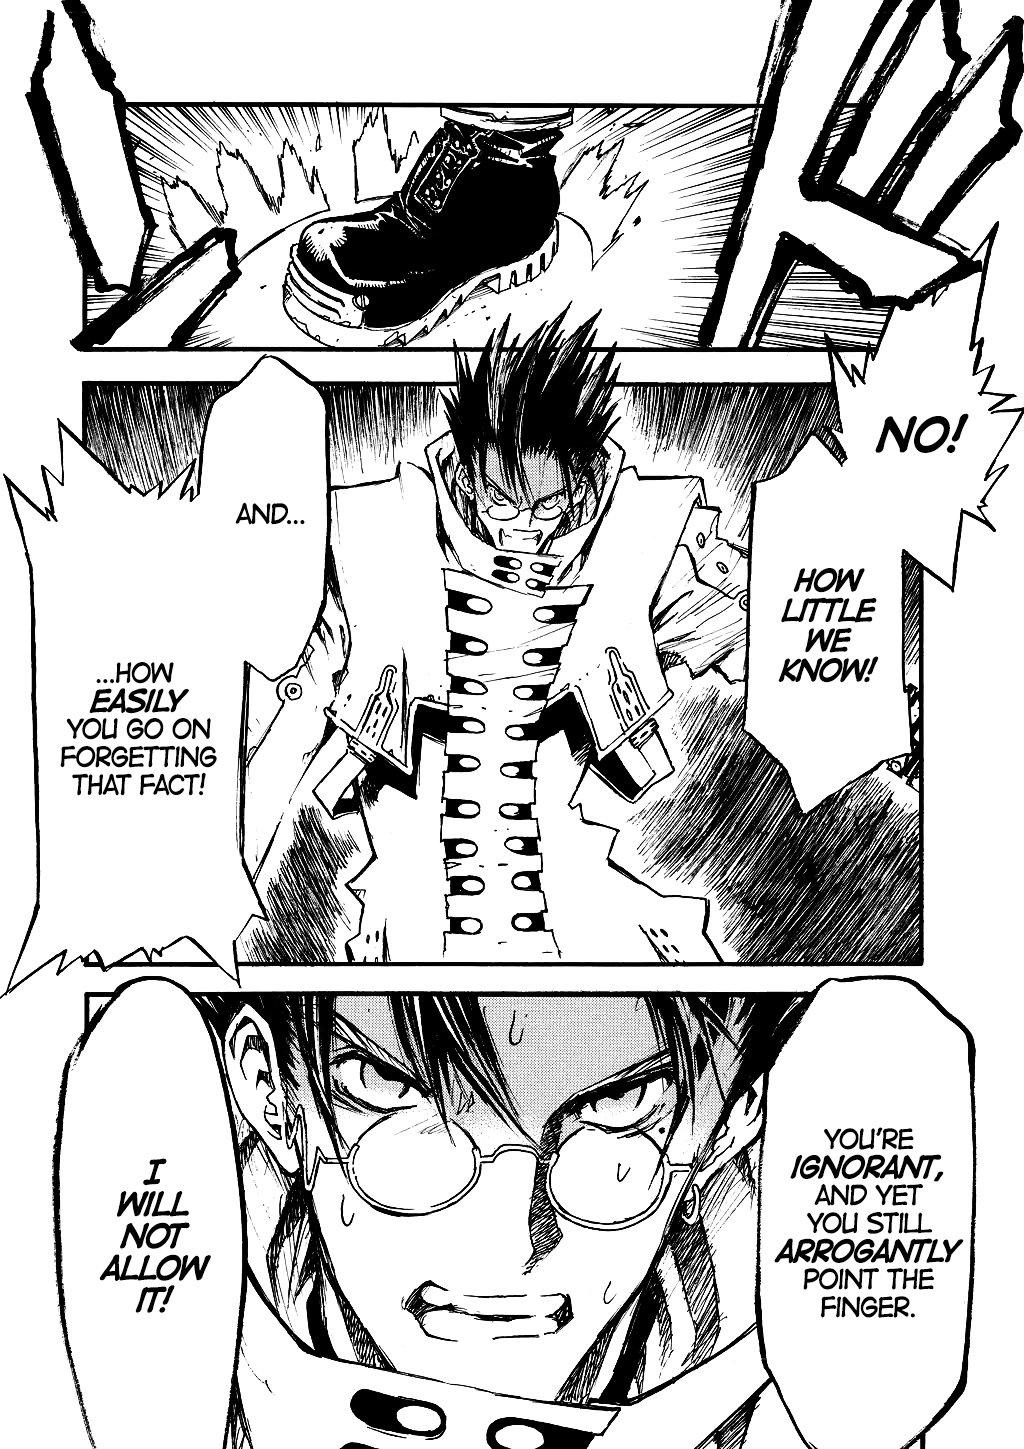 NO!
HOW
LITTLE
WE
KNOW!
AND...
...HOW
EASILY
YOU GO ON
FORGETTING
THAT FACT!
YOU'RE
IGNORANT,
AND YET
YOU STILL
ARROGANTLY
POINT THE
FINGER.
I
WILL
NOT
ALLOW
IT!